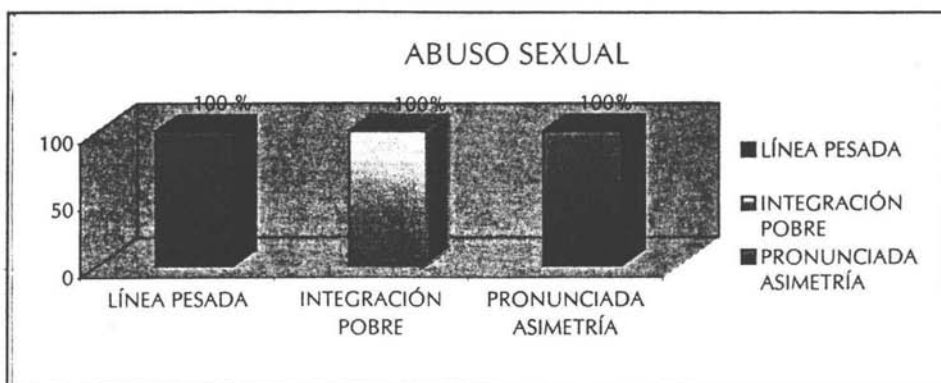 ABUSO SEXUAL
100 %
100%
100%
100
50
0
LÍNEA PESADA
INTEGRACIÓN
POBRE
PRONUNCIADA
ASIMETRÍA
LÍNEA PESADA
INTEGRACIÓN
POBRE
PRONUNCIADA
ASIMETRÍA